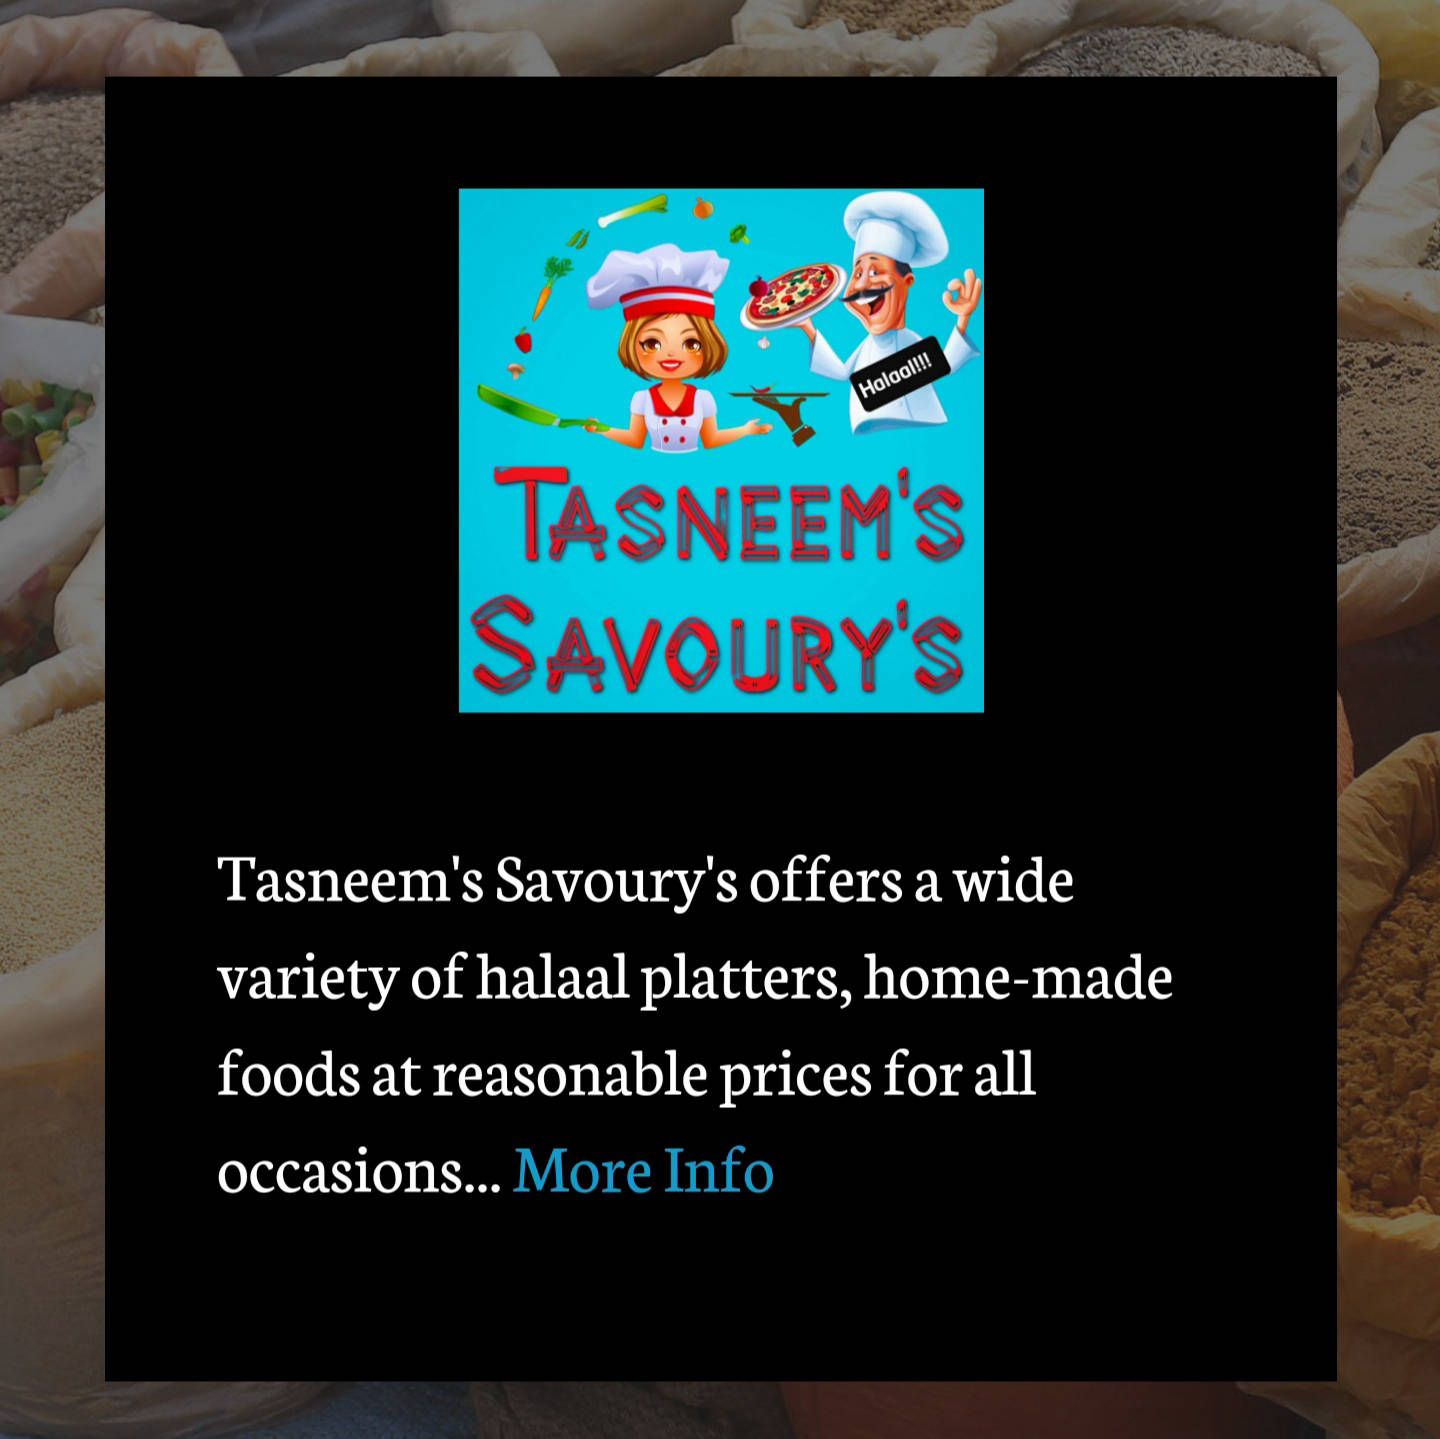 Halaal!!!
TASNEEM'S
SAVOURY'S
Tasneem's Savoury's offers a wide
variety of halaal platters, home-made
foods at reasonable prices for all
occasions... More Info